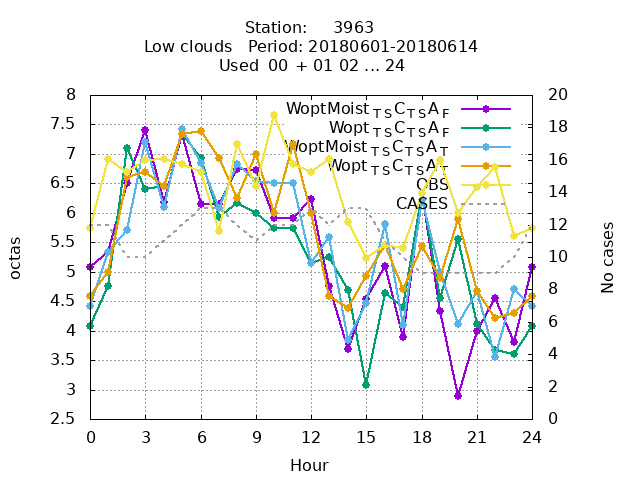 Station: 3963
Low clouds Period: 20180601-20180614
Used 00 + 01 02 ... 24
8
7.5
7
6.5
6
5.5
5
4.5
4
3.5
3
2.5
20
18
16
14
12
10
8
6
4
2
0
WoptMoist TS C TS A F
Wopt TS C TS A F
WoptMoist TS C TS A T
Wopt TS C TS A T
OBS
CASES
octas
No cases
0 3 6 9 12 15 18 21 24
Hour